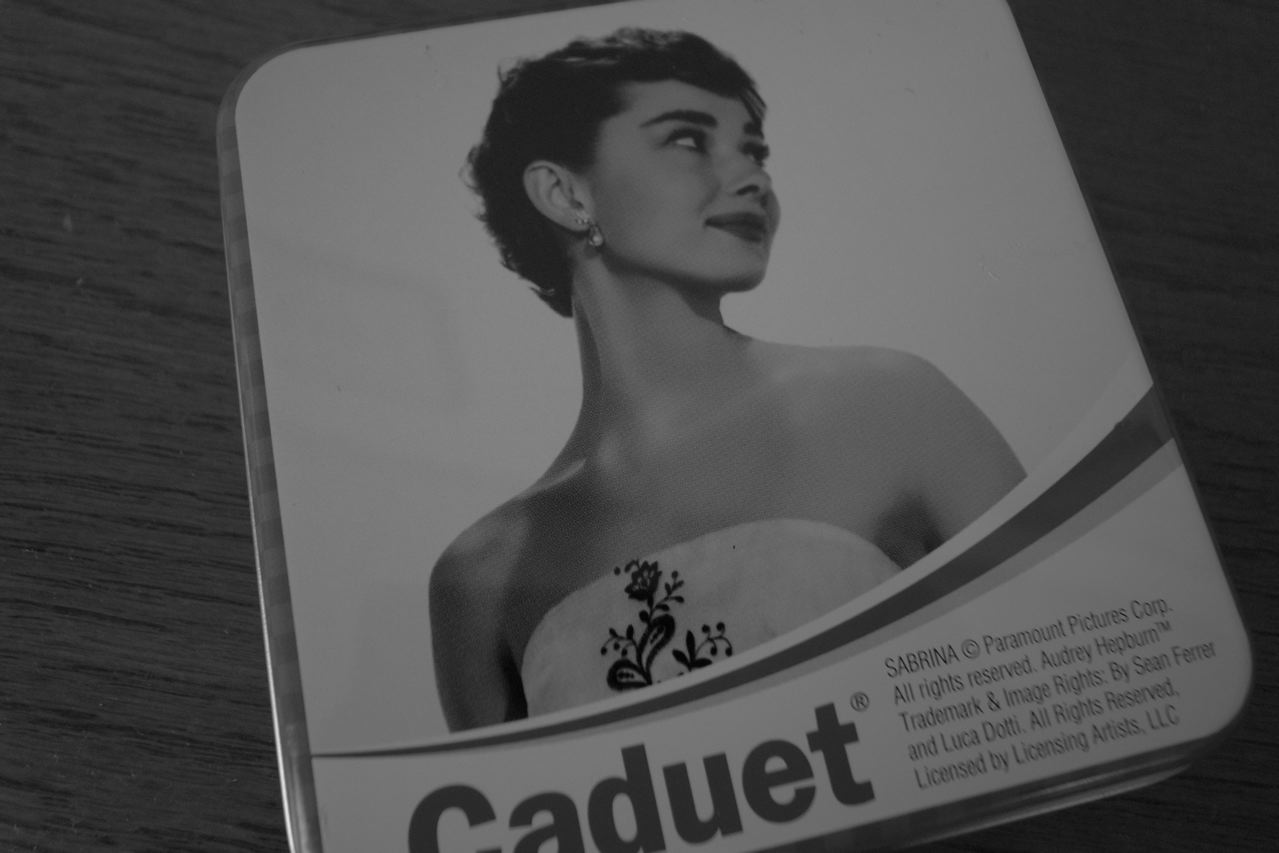 SABRINA © Paramount Pictures Corp.
All rights reserved. Audrey Hepburn™
Trademark & Image Rights: By Sean Ferrer
and Luca Dotti. All Rights Reserved,
Licensed by Licensing Artists, LLC
Caduet®